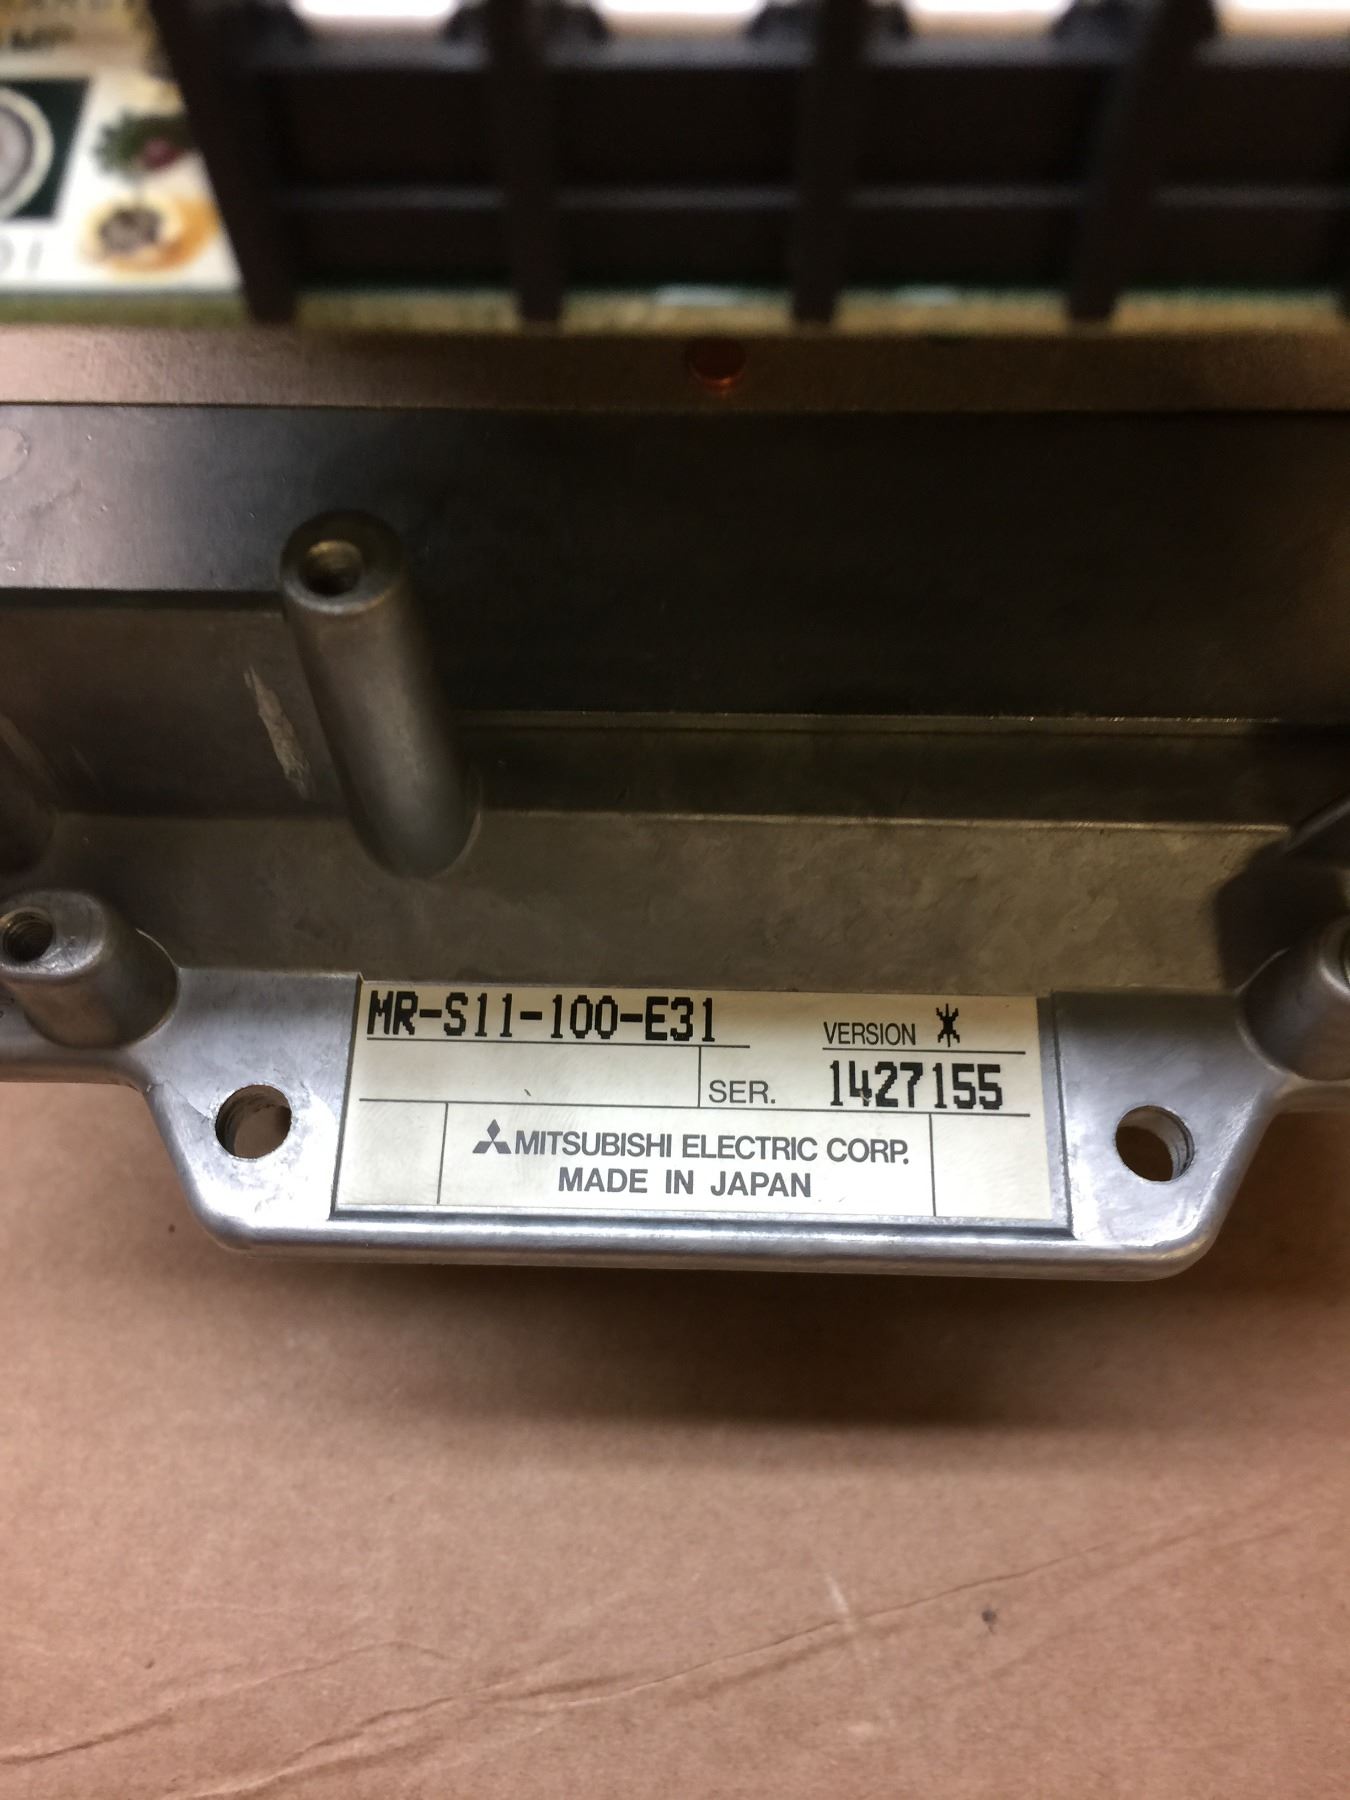 MR-S11-100-E31
VERSION ⚹
SER. 1427155
MITSUBISHI ELECTRIC CORP.
MADE IN JAPAN